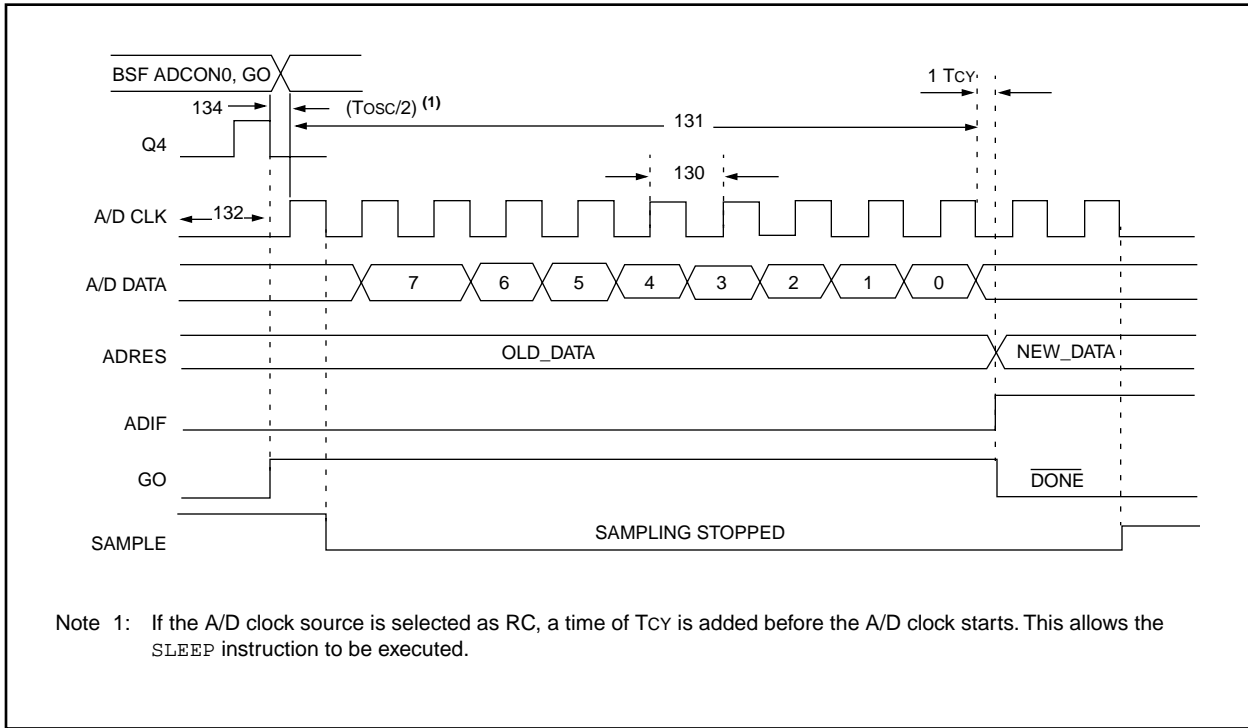 BSF ADCON0, GO
134
(TOSC/2) (1)
1 TCY
131
Q4
130
A/D CLK
132
A/D DATA
7 6 5 4 3 2 1 0
ADRES
OLD_DATA
NEW_DATA
ADIF
GO
DONE
SAMPLE
SAMPLING STOPPED
Note 1: If the A/D clock source is selected as RC, a time of TCY is added before the A/D clock starts. This allows the
SLEEP instruction to be executed.